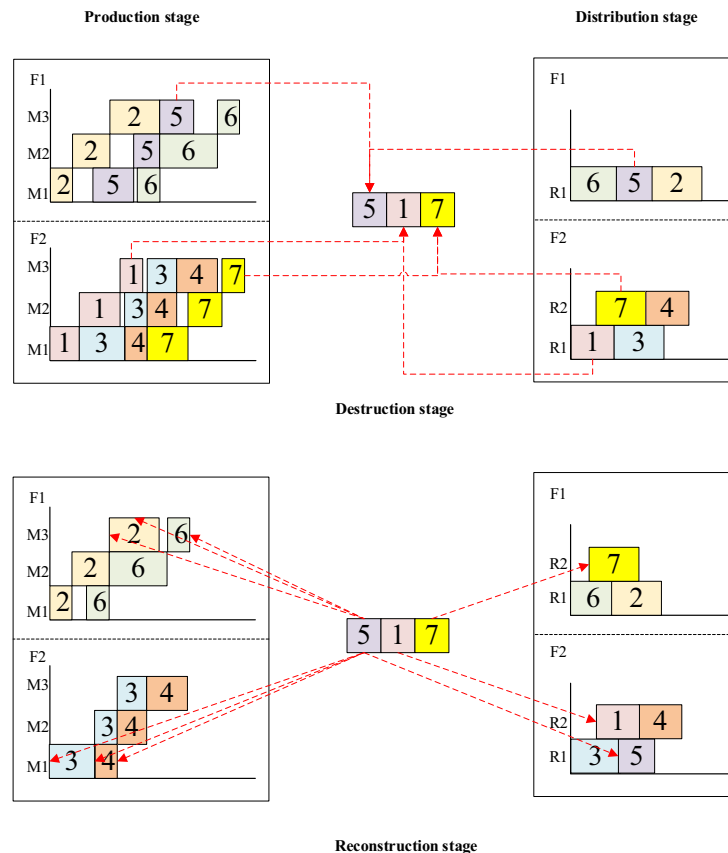 Production stage
Distribution stage
F1
M3 2 5 6
M2 2 5 6
M1 2 5 6
F2
M3 1 3 4 7
M2 1 3 4 7
M1 1 3 4 7
5 1 7
F1
R1 6 5 2
F2
R2 7 4
R1 1 3
Destruction stage
F1
M3 2 6
M2 2 6
M1 2 6
F2
M3 3 4
M2 3 4
M1 3 4
5 1 7
F1
R2 7
R1 6 2
F2
R2 1 4
R1 3 5
Reconstruction stage